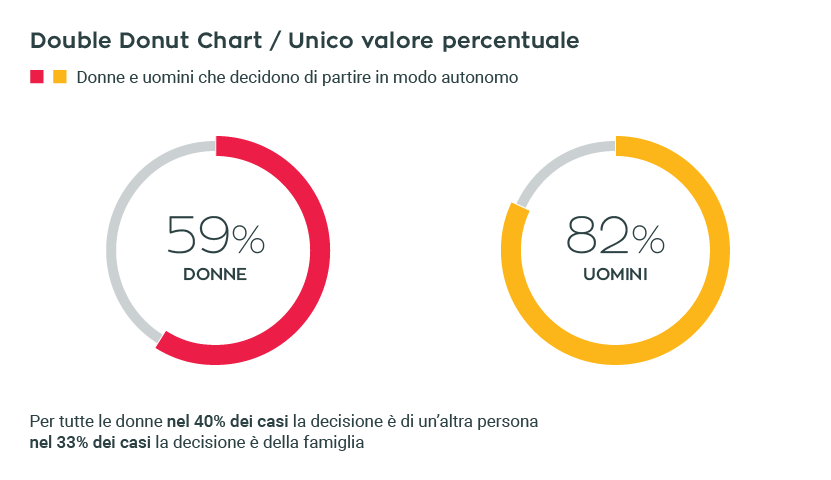 Double Donut Chart / Unico valore percentuale
Donne e uomini che decidono di partire in modo autonomo
59%
DONNE
82%
UOMINI
Per tutte le donne nel 40% dei casi la decisione è di un'altra persona
nel 33% dei casi la decisione è della famiglia